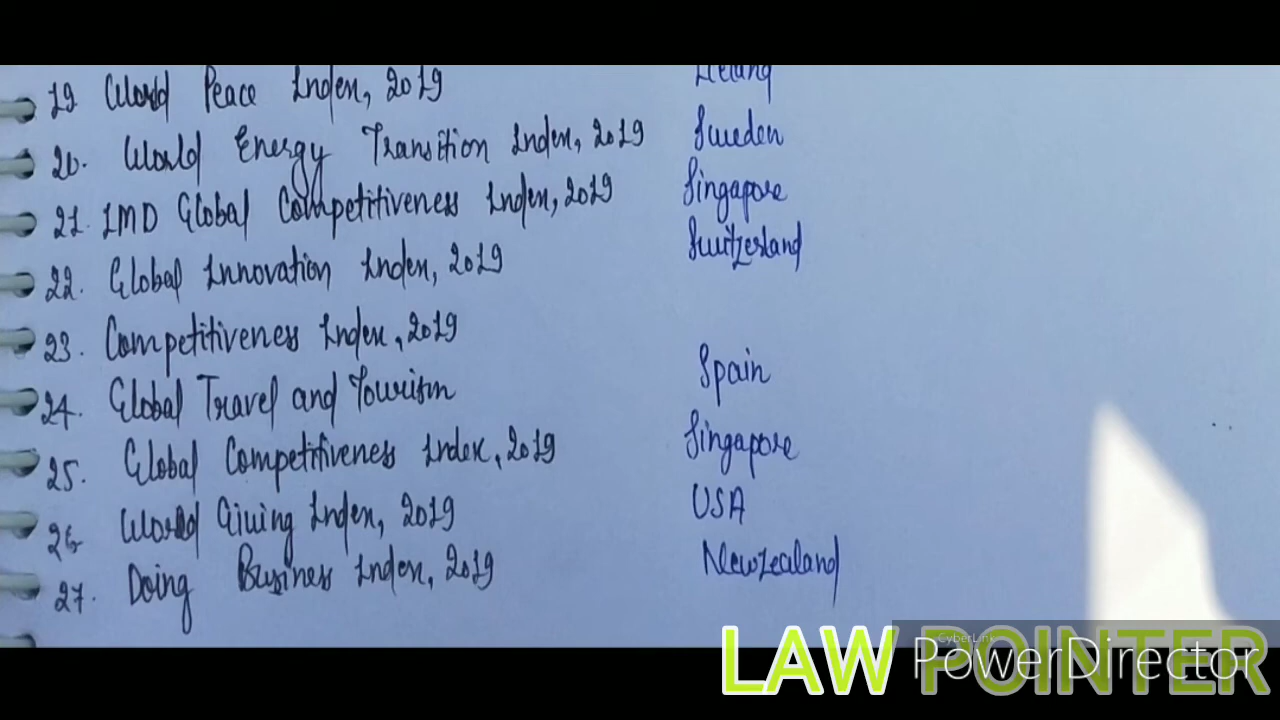 19 World Peace Index, 2019 Iceland
20. World Energy Transition Index, 2019 Sweden
21. IMD Global Competitiveness Index, 2019 Singapore
22. Global Innovation Index, 2019 Switzerland
23. Competitiveness Index, 2019
24. Global Travel and Tourism Spain
25. Global Competitiveness Index, 2019 Singapore
26 World Giving Index, 2019 USA
27. Doing Business Index, 2019 Newzealand
CyberLink
PowerDirector
LAW POINTER